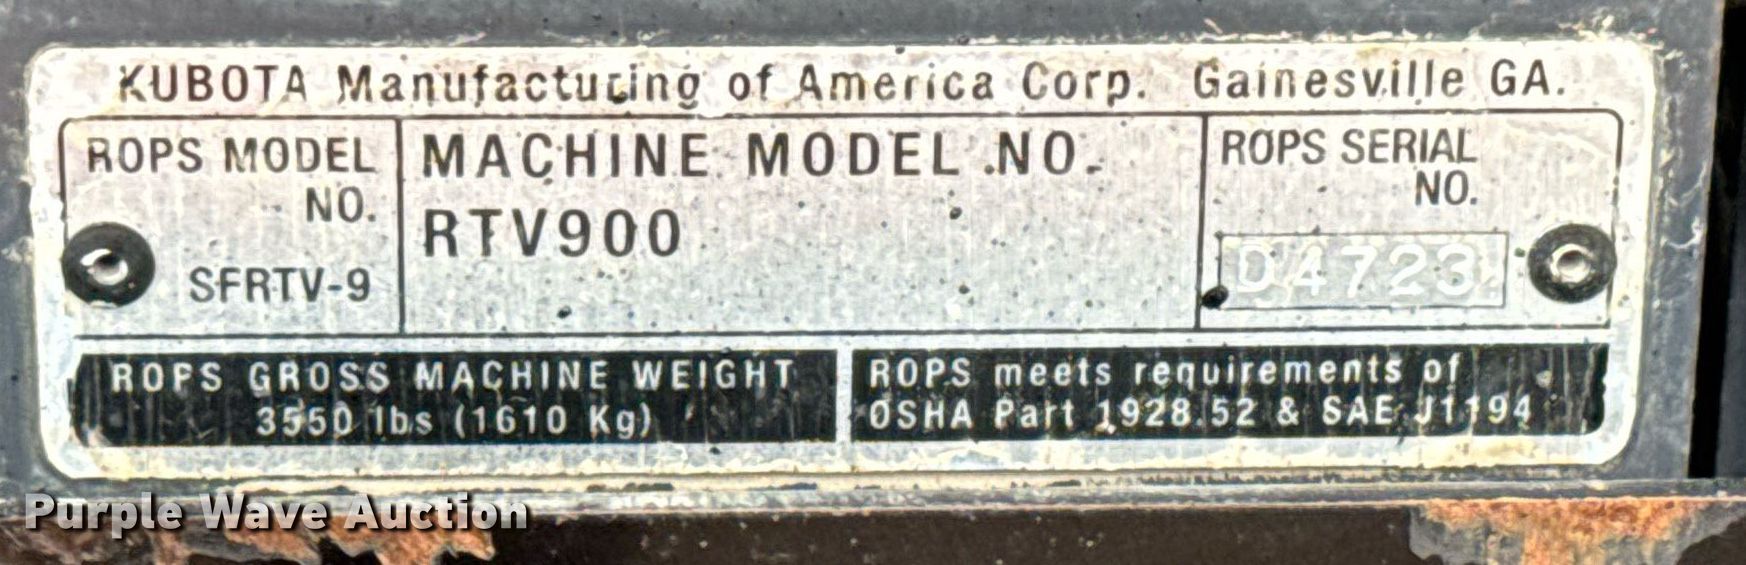 KUBOTA Manufacturing of America Corp. Gainesville GA.
ROPS MODEL NO.
SFRTV-9
MACHINE MODEL NO.
RTV900
ROPS SERIAL NO.
D4723
ROPS GROSS MACHINE WEIGHT
3550 lbs (1610 Kg)
ROPS meets requirements of
OSHA Part 1928.52 & SAE J1194
Purple Wave Auction